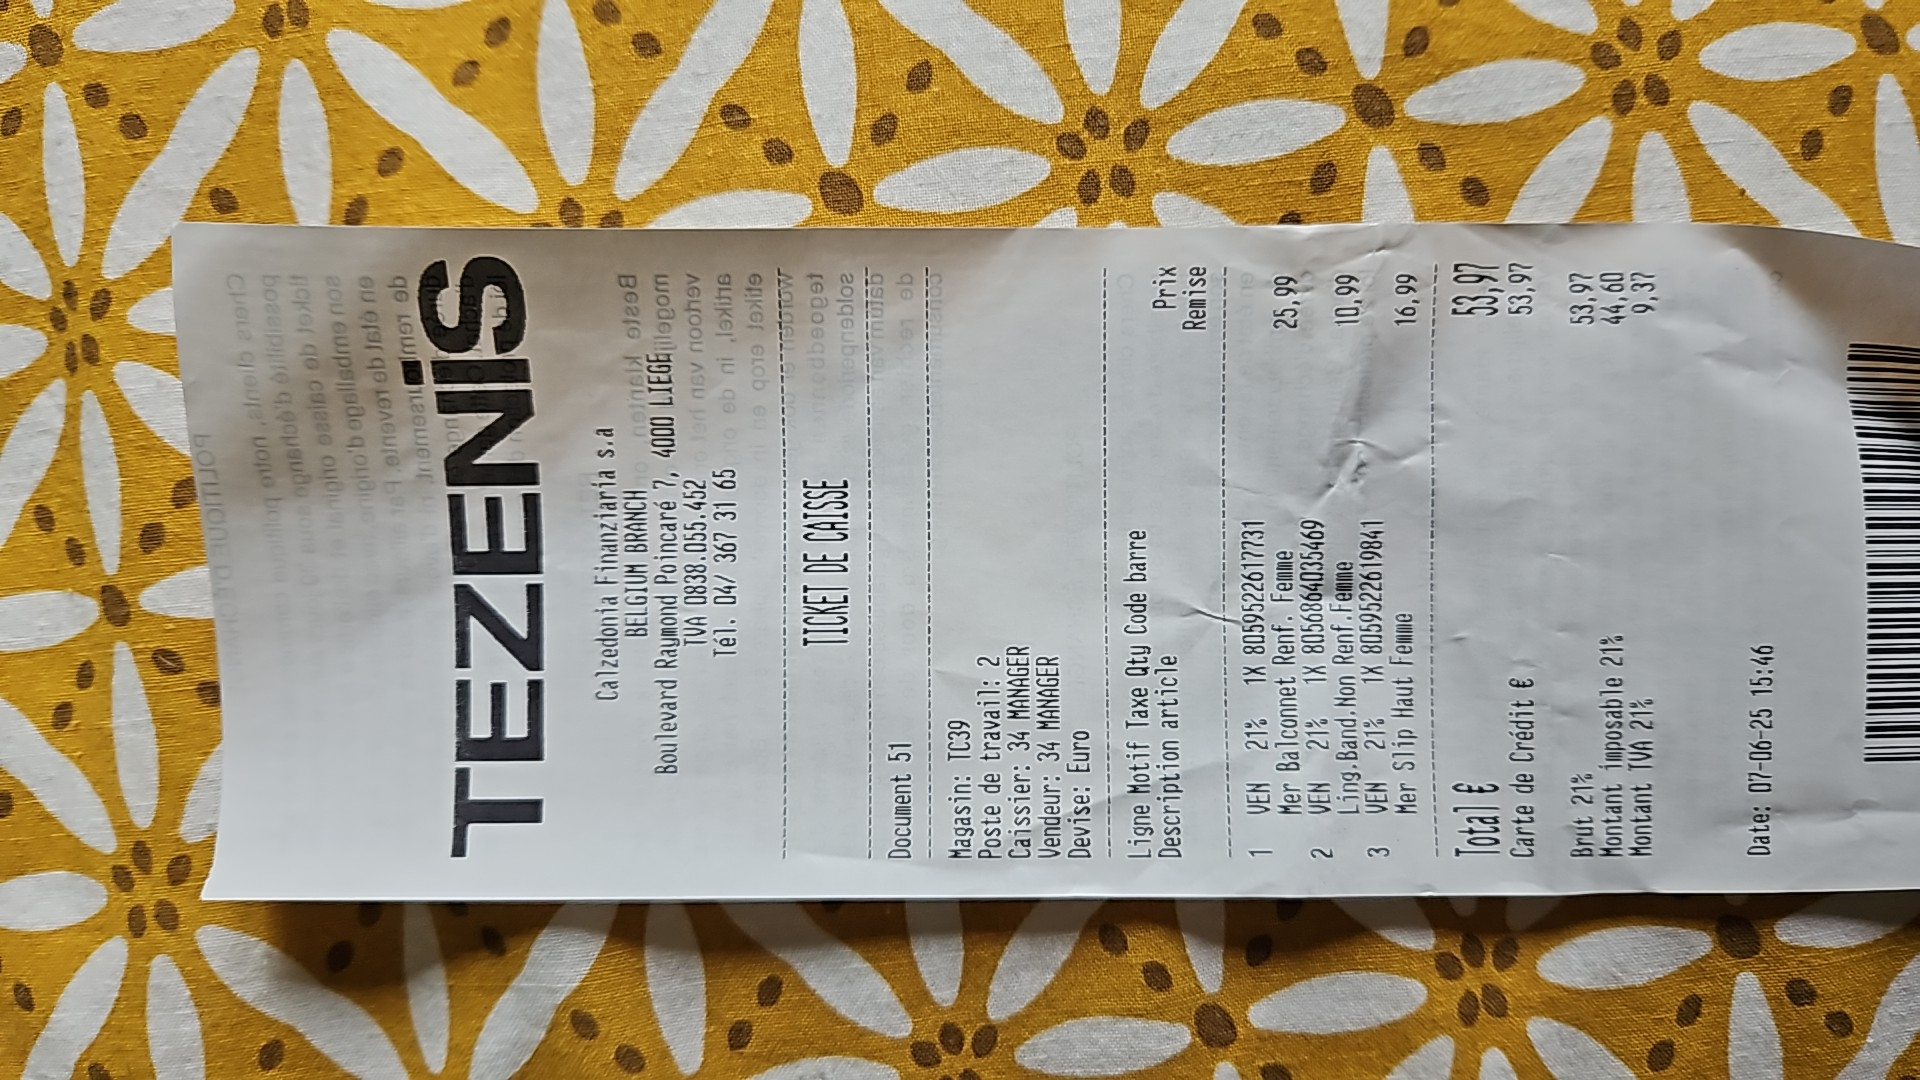 TEZENIS
Calzedonia Finanziaria s.a
BELGIUM BRANCH
Boulevard Raymond Poincaré 7, 4000 LIEGE
TVA 0838.055.452
Tél. 04/ 367 31 65
TICKET DE CAISSE
Document 51
Magasin: TC39
Poste de travail: 2
Caissier: 34 MANAGER
Vendeur: 34 MANAGER
Devise: Euro
Ligne Motif Taxe Qty Code barre Prix
Description article Remise
1 VEN 21% 1X 8059522617731 25,99
Mer Balconnet Renf. Femme
2 VEN 21% 1X 8056864035469 10,99
Ling.Band.Non Renf.Femme
3 VEN 21% 1X 8059522619841 16,99
Mer Slip Haut Femme
Total € 53,97
Carte de Crédit € 53,97
Brut 21% 53,97
Montant imposable 21% 44,60
Montant TVA 21% 9,37
Date: 07-06-25 15:46